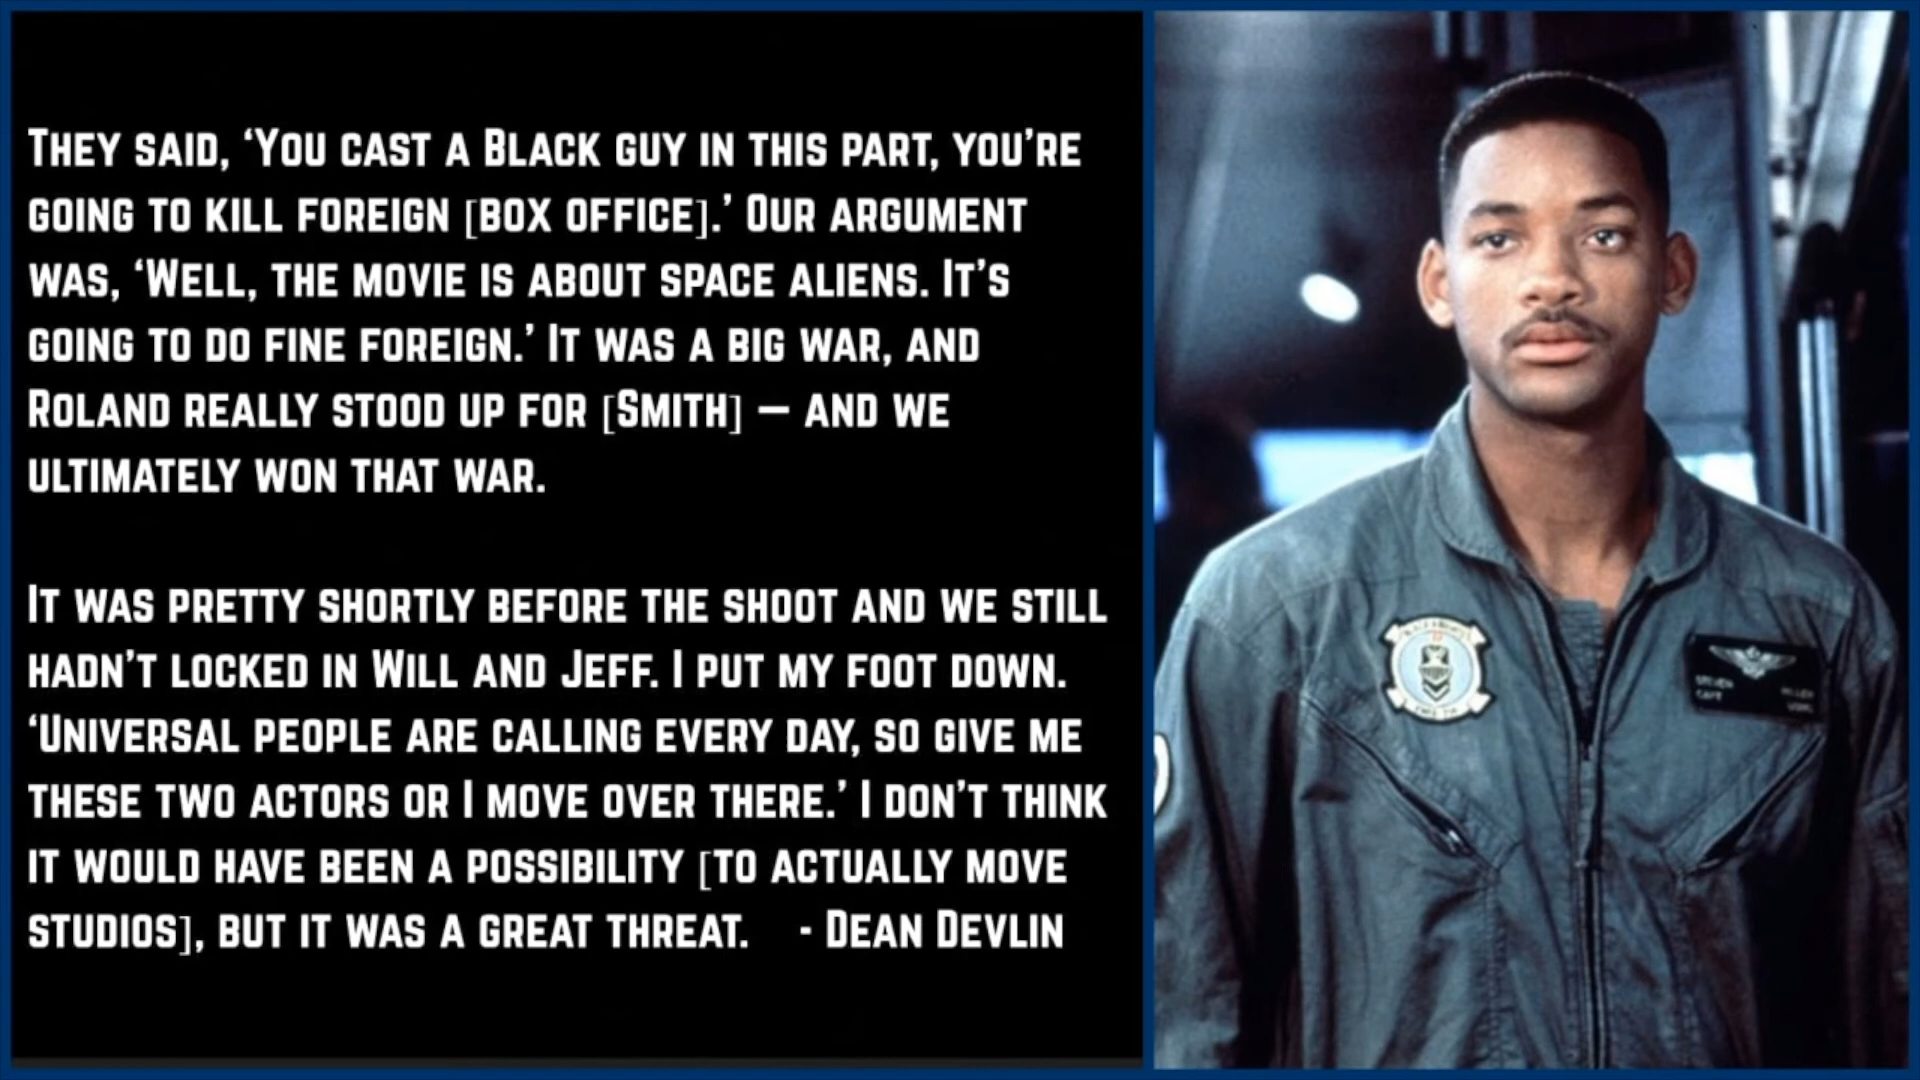 They said, ‘You cast a Black guy in this part, you’re
going to kill foreign [box office].’ Our argument
was, ‘Well, the movie is about space aliens. It’s
going to do fine foreign.’ It was a big war, and
Roland really stood up for [Smith] – and we
ultimately won that war.
It was pretty shortly before the shoot and we still
hadn’t locked in Will and Jeff. I put my foot down.
‘Universal people are calling every day, so give me
these two actors or I move over there.’ I don’t think
it would have been a possibility [to actually move
studios], but it was a great threat. - Dean Devlin
STEVEN HILLER
CAPT USMC